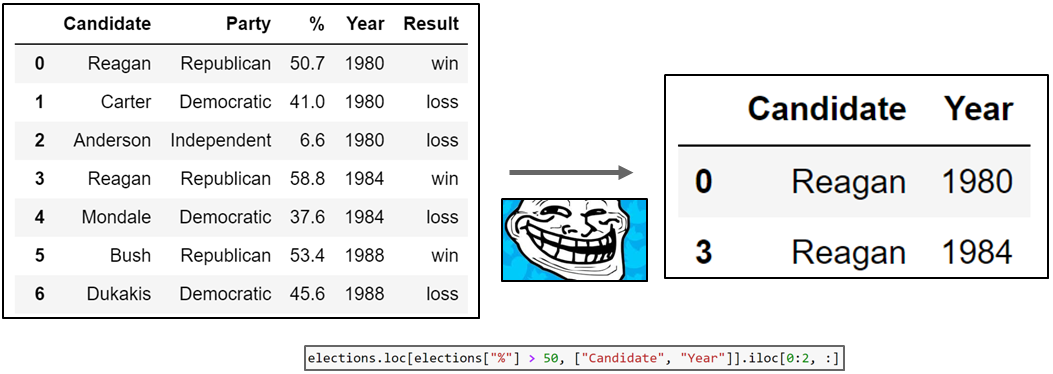 Candidate Party % Year Result
0 Reagan Republican 50.7 1980 win
1 Carter Democratic 41.0 1980 loss
2 Anderson Independent 6.6 1980 loss
3 Reagan Republican 58.8 1984 win
4 Mondale Democratic 37.6 1984 loss
5 Bush Republican 53.4 1988 win
6 Dukakis Democratic 45.6 1988 loss
Candidate Year
0 Reagan 1980
3 Reagan 1984
elections.loc[elections["%"] > 50, ["Candidate", "Year"]].iloc[0:2, :]